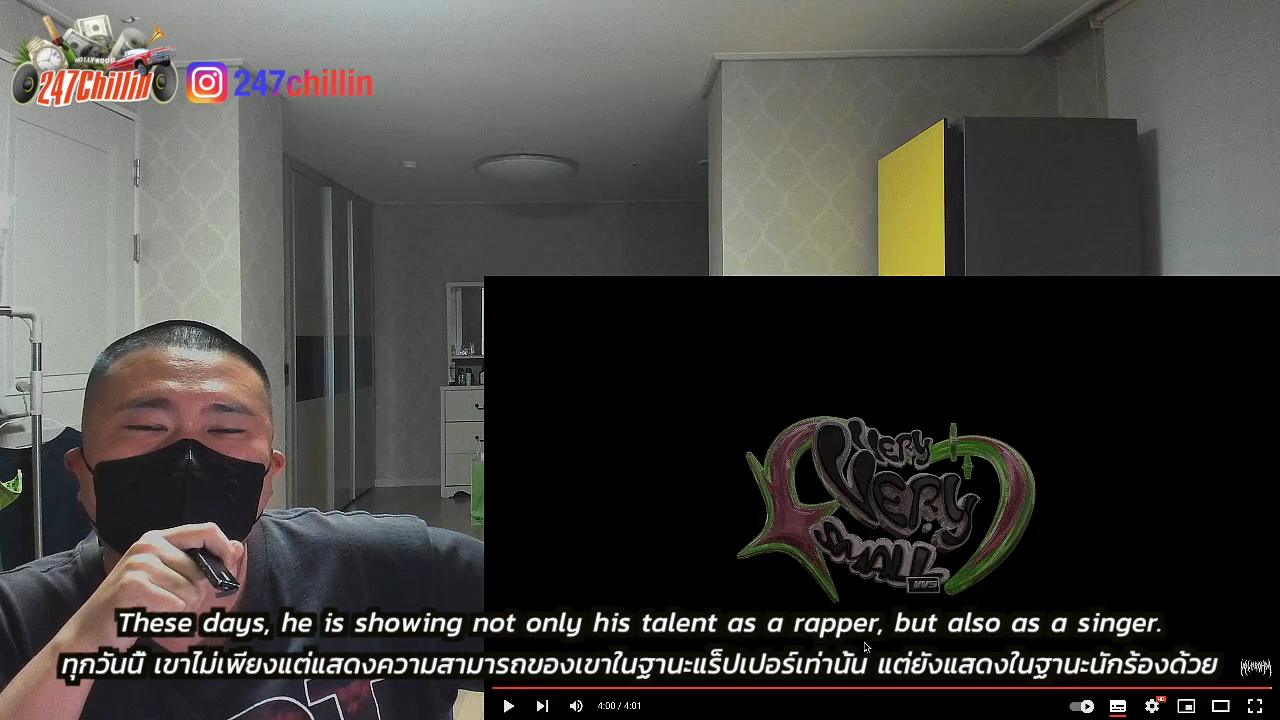 HOLLYWOOD
247Chillin
247chillin
VERY
VERY
SMALL
VVS
These days, he is showing not only his talent as a rapper, but also as a singer.
ทุกวันนี้ เขาไม่เพียงแต่แสดงความสามารถของเขาในฐานะแร็ปเปอร์เท่านั้น แต่ยังแสดงในฐานะนักร้องด้วย
4:00 / 4:01
HD